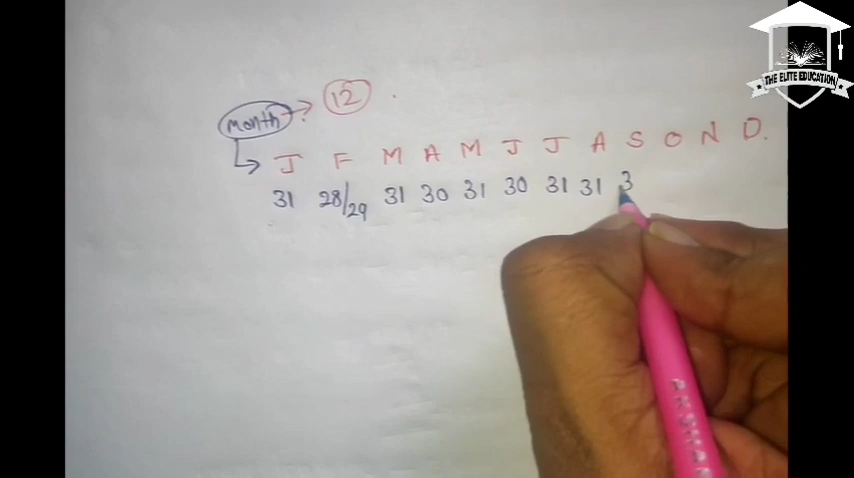 THE ELITE EDUCATION
month → 12
J F M A M J J A S O N D.
31 28/29 31 30 31 30 31 31 3